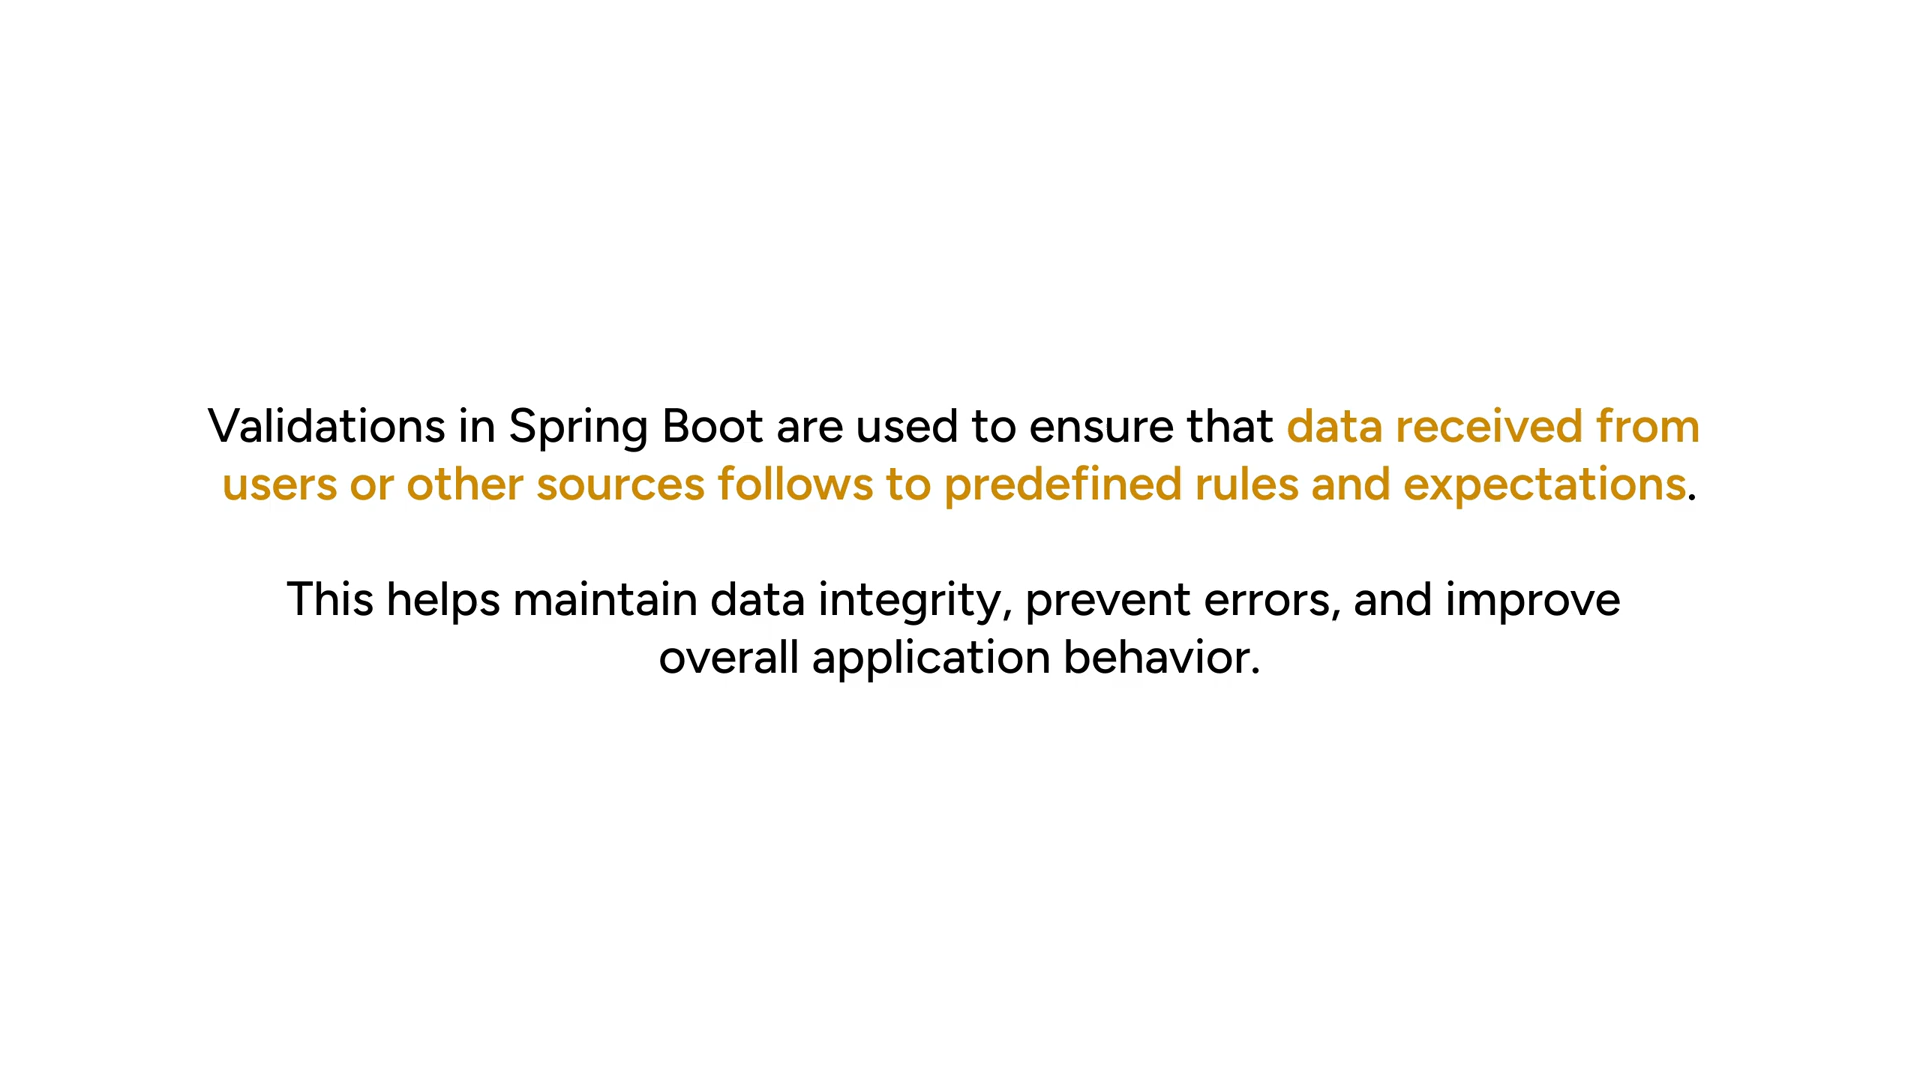 Validations in Spring Boot are used to ensure that data received from
users or other sources follows to predefined rules and expectations.
This helps maintain data integrity, prevent errors, and improve
overall application behavior.